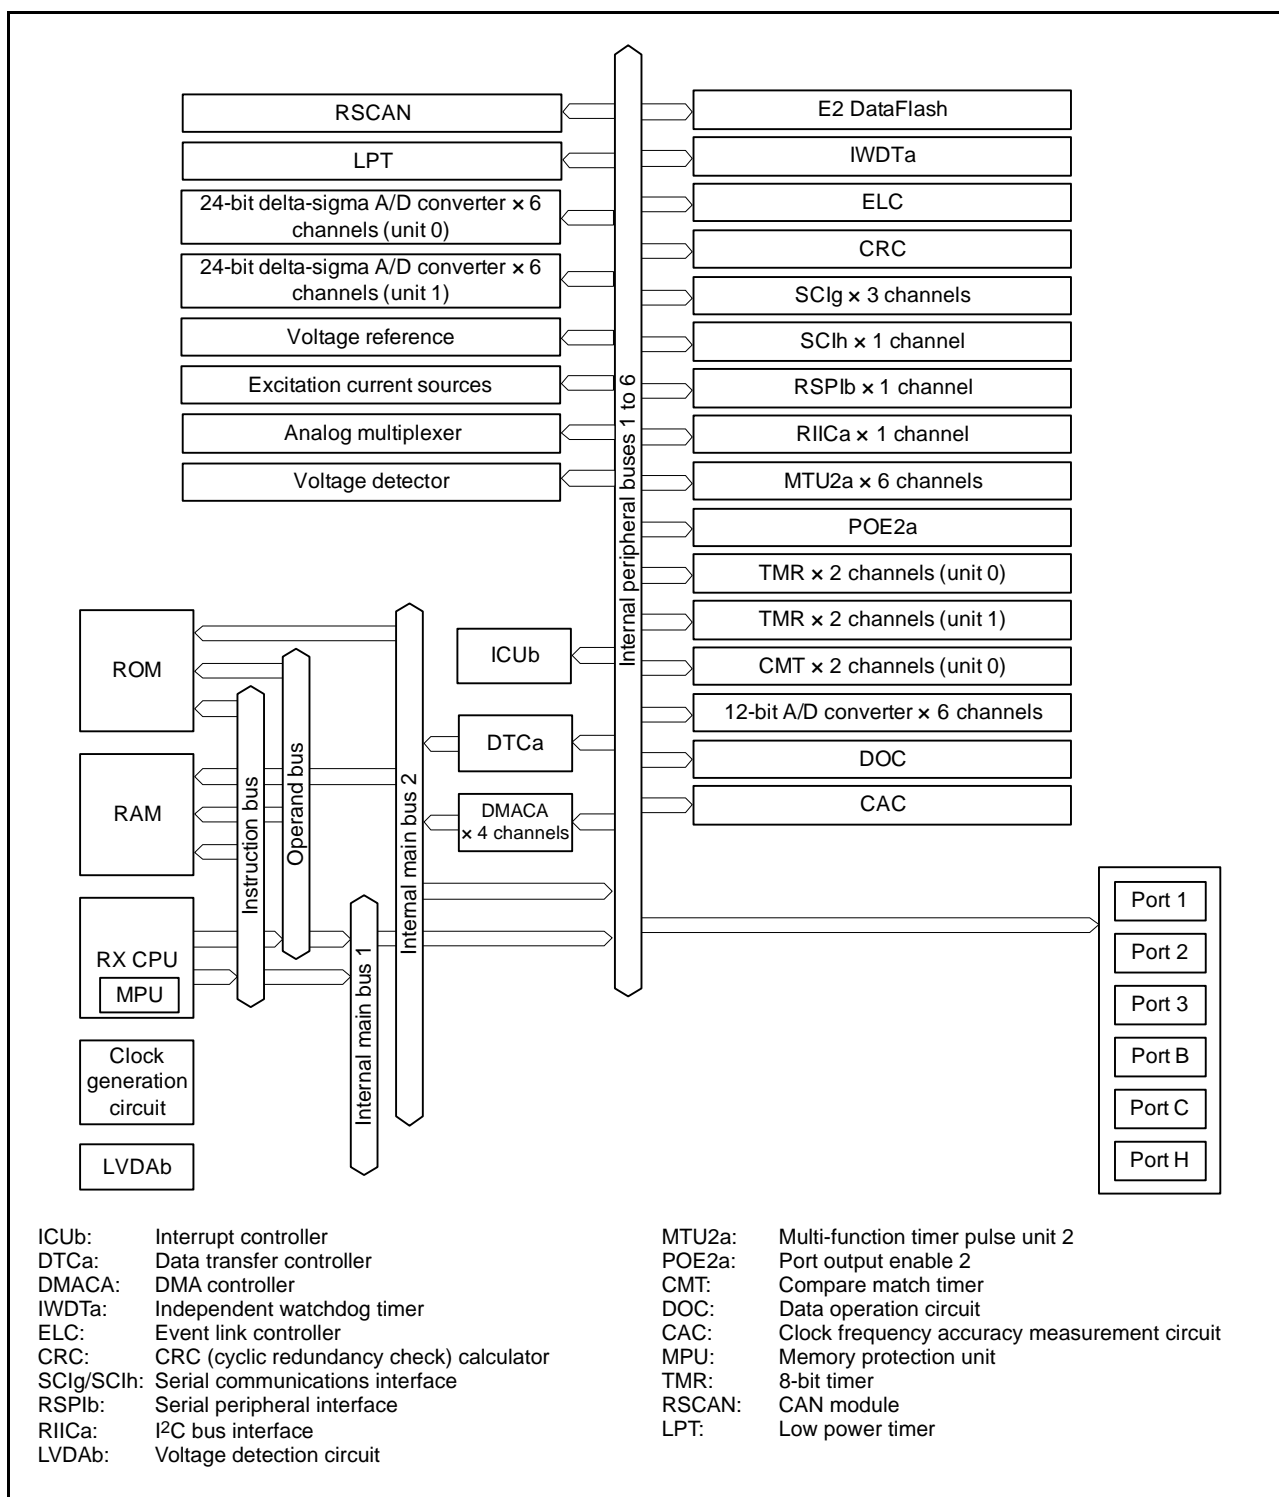 RSCAN
LPT
24-bit delta-sigma A/D converter × 6
channels (unit 0)
24-bit delta-sigma A/D converter × 6
channels (unit 1)
Voltage reference
Excitation current sources
Analog multiplexer
Voltage detector
Internal peripheral buses 1 to 6
E2 DataFlash
IWDTa
ELC
CRC
SCIg × 3 channels
SCIh × 1 channel
RSPIb × 1 channel
RIICa × 1 channel
MTU2a × 6 channels
POE2a
TMR × 2 channels (unit 0)
TMR × 2 channels (unit 1)
CMT × 2 channels (unit 0)
12-bit A/D converter × 6 channels
DOC
CAC
ROM
RAM
RX CPU
MPU
Clock
generation
circuit
LVDAb
Instruction bus
Operand bus
Internal main bus 1
Internal main bus 2
ICUb
DTCa
DMACA
× 4 channels
Port 1
Port 2
Port 3
Port B
Port C
Port H
ICUb: Interrupt controller
DTCa: Data transfer controller
DMACA: DMA controller
IWDTa: Independent watchdog timer
ELC: Event link controller
CRC: CRC (cyclic redundancy check) calculator
SCIg/SCIh: Serial communications interface
RSPIb: Serial peripheral interface
RIICa: I²C bus interface
LVDAb: Voltage detection circuit
MTU2a: Multi-function timer pulse unit 2
POE2a: Port output enable 2
CMT: Compare match timer
DOC: Data operation circuit
CAC: Clock frequency accuracy measurement circuit
MPU: Memory protection unit
TMR: 8-bit timer
RSCAN: CAN module
LPT: Low power timer